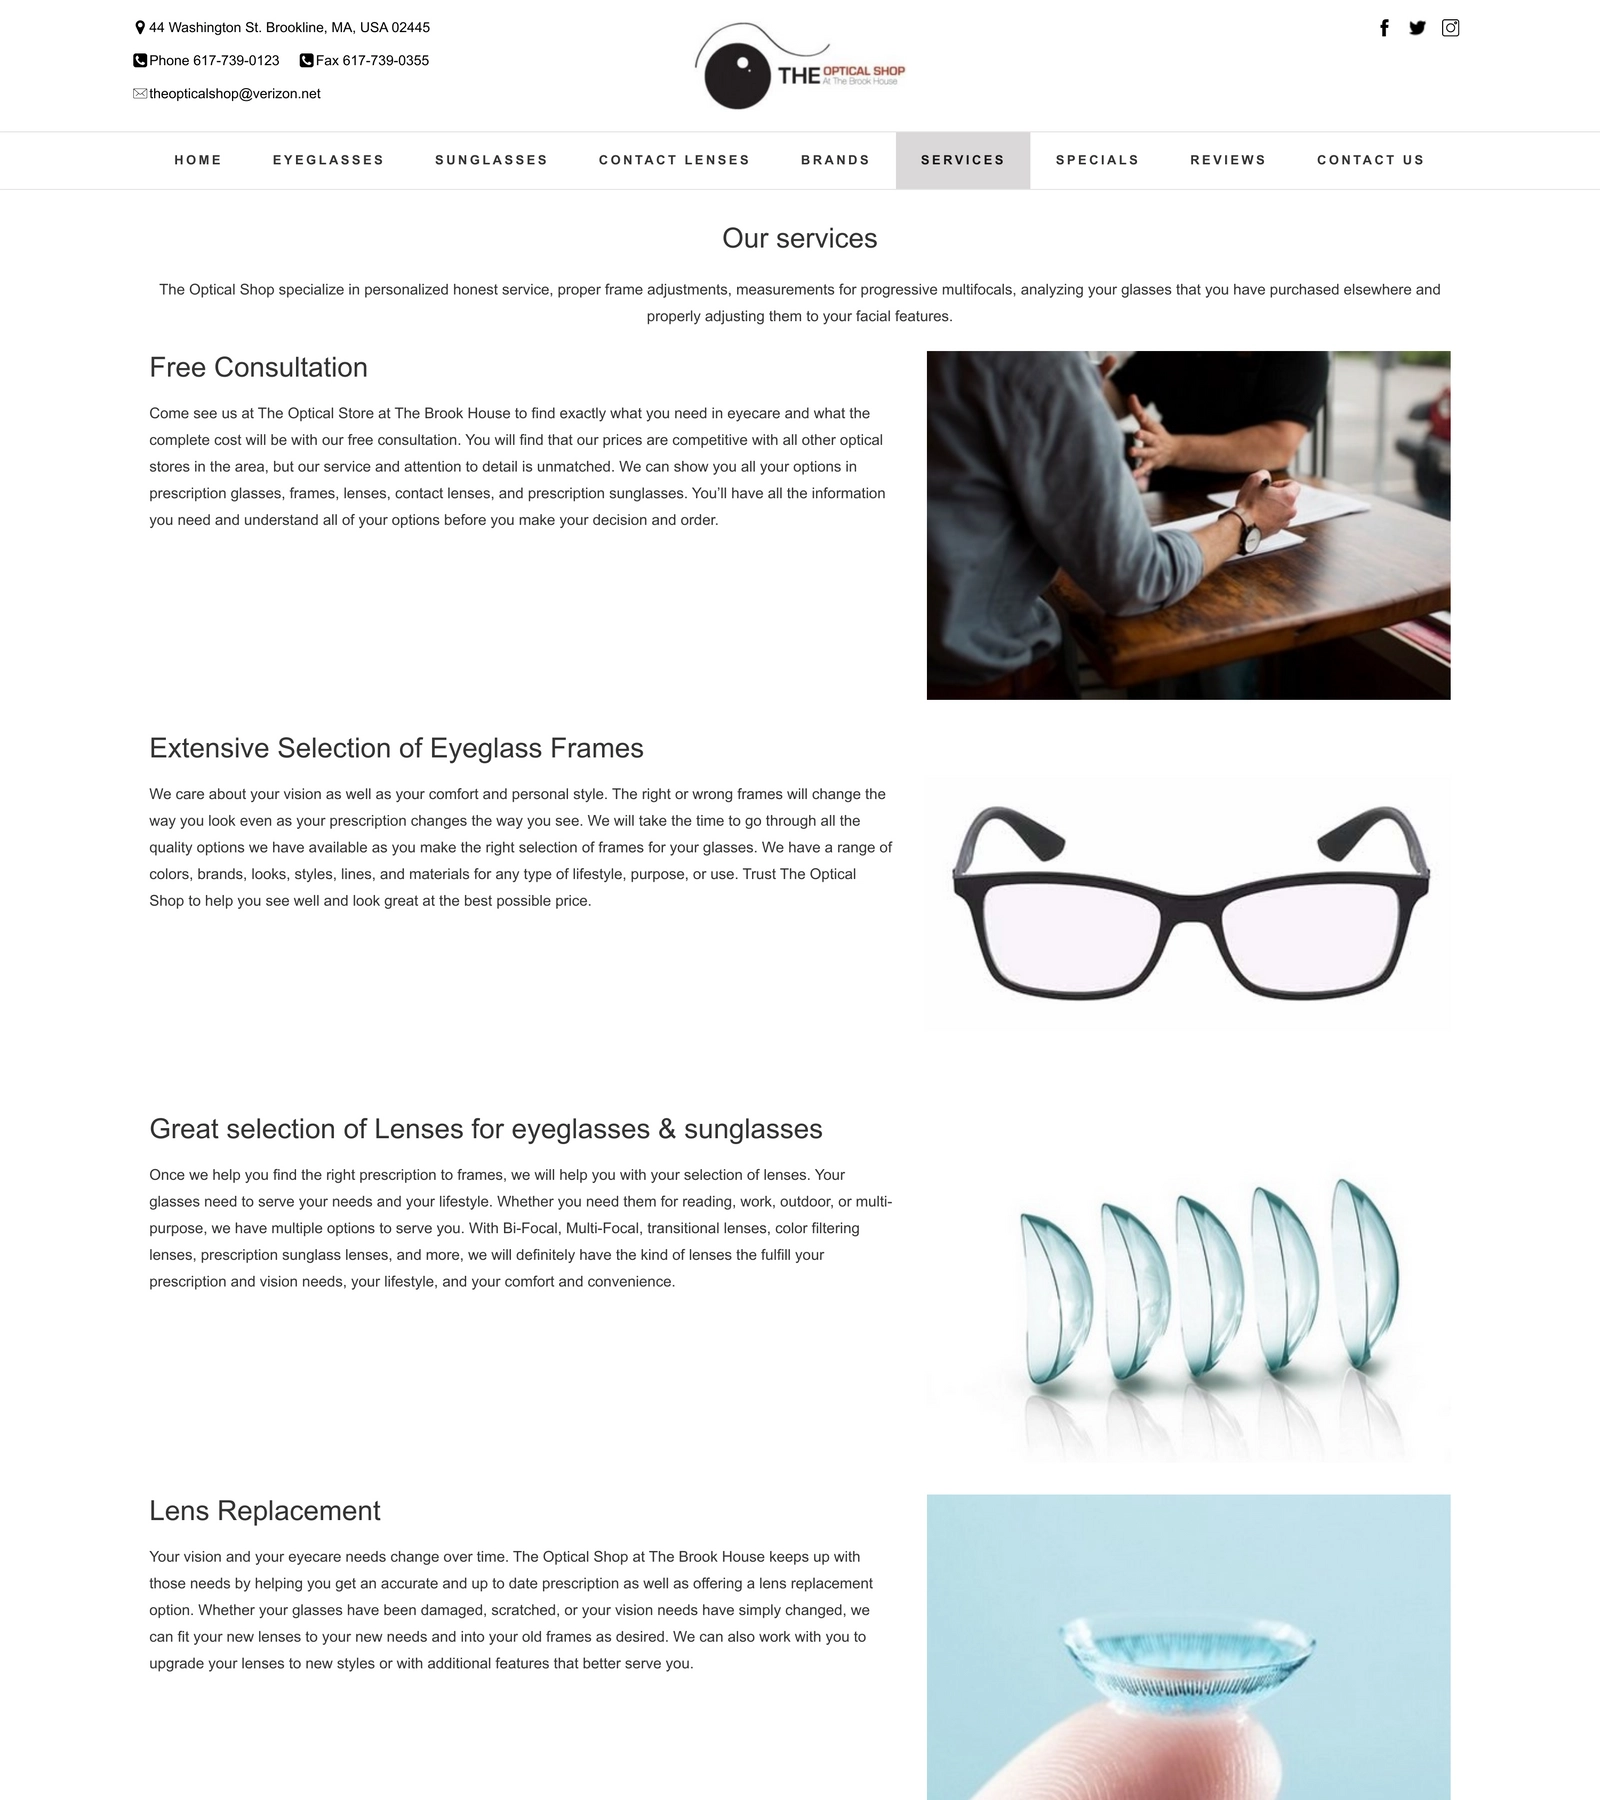 44 Washington St. Brookline, MA, USA 02445
Phone 617-739-0123 Fax 617-739-0355
theopticalshop@verizon.net
THE OPTICAL SHOP
At The Brook House
HOME EYEGLASSES SUNGLASSES CONTACT LENSES BRANDS SERVICES SPECIALS REVIEWS CONTACT US
Our services
The Optical Shop specialize in personalized honest service, proper frame adjustments, measurements for progressive multifocals, analyzing your glasses that you have purchased elsewhere and
properly adjusting them to your facial features.
Free Consultation
Come see us at The Optical Store at The Brook House to find exactly what you need in eyecare and what the
complete cost will be with our free consultation. You will find that our prices are competitive with all other optical
stores in the area, but our service and attention to detail is unmatched. We can show you all your options in
prescription glasses, frames, lenses, contact lenses, and prescription sunglasses. You’ll have all the information
you need and understand all of your options before you make your decision and order.
Extensive Selection of Eyeglass Frames
We care about your vision as well as your comfort and personal style. The right or wrong frames will change the
way you look even as your prescription changes the way you see. We will take the time to go through all the
quality options we have available as you make the right selection of frames for your glasses. We have a range of
colors, brands, looks, styles, lines, and materials for any type of lifestyle, purpose, or use. Trust The Optical
Shop to help you see well and look great at the best possible price.
Great selection of Lenses for eyeglasses & sunglasses
Once we help you find the right prescription to frames, we will help you with your selection of lenses. Your
glasses need to serve your needs and your lifestyle. Whether you need them for reading, work, outdoor, or multi-
purpose, we have multiple options to serve you. With Bi-Focal, Multi-Focal, transitional lenses, color filtering
lenses, prescription sunglass lenses, and more, we will definitely have the kind of lenses the fulfill your
prescription and vision needs, your lifestyle, and your comfort and convenience.
Lens Replacement
Your vision and your eyecare needs change over time. The Optical Shop at The Brook House keeps up with
those needs by helping you get an accurate and up to date prescription as well as offering a lens replacement
option. Whether your glasses have been damaged, scratched, or your vision needs have simply changed, we
can fit your new lenses to your new needs and into your old frames as desired. We can also work with you to
upgrade your lenses to new styles or with additional features that better serve you.